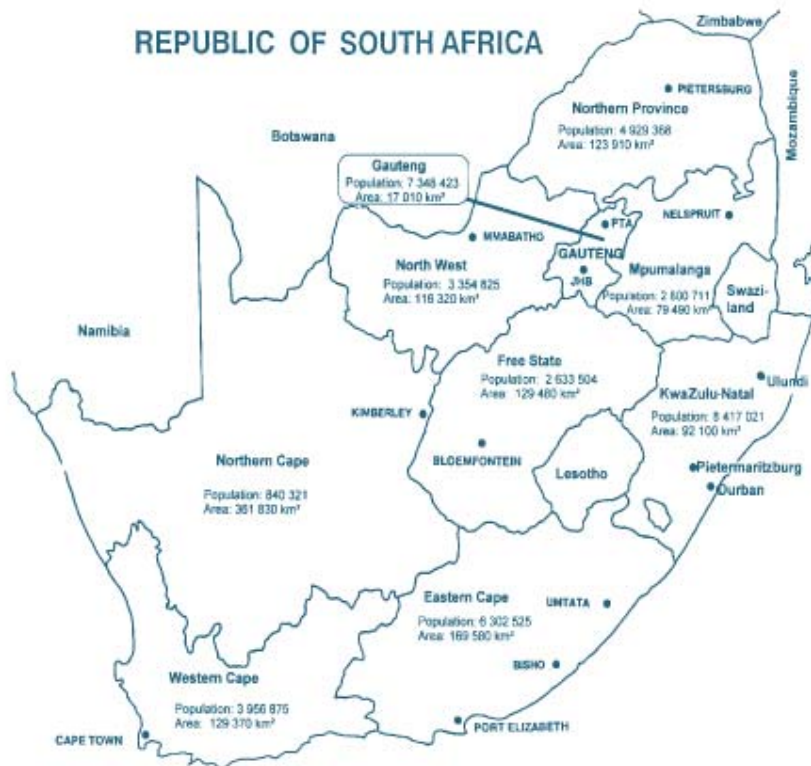 REPUBLIC OF SOUTH AFRICA
Zimbabwe
Mozambique
PIETERSBURG
Northern Province
Population: 4 929 368
Area: 123 910 km²
Botswana
Gauteng
Population: 7 348 423
Area: 17 010 km²
NELSPRUIT
PTA
MMABATHO
GAUTENG
JHB
North West
Population: 3 354 825
Area: 116 320 km²
Mpumalanga
Population: 2 800 711
Area: 79 490 km²
Swazi-
land
Namibia
Free State
Population: 2 633 504
Area: 129 480 km²
Ulundi
KwaZulu-Natal
Population: 8 417 021
Area: 92 100 km²
KIMBERLEY
BLOEMFONTEIN
Lesotho
Pietermaritzburg
Durban
Northern Cape
Population: 840 321
Area: 361 830 km²
Eastern Cape
Population: 6 302 525
Area: 169 580 km²
UMTATA
BISHO
Western Cape
Population: 3 956 875
Area: 129 370 km²
CAPE TOWN
PORT ELIZABETH